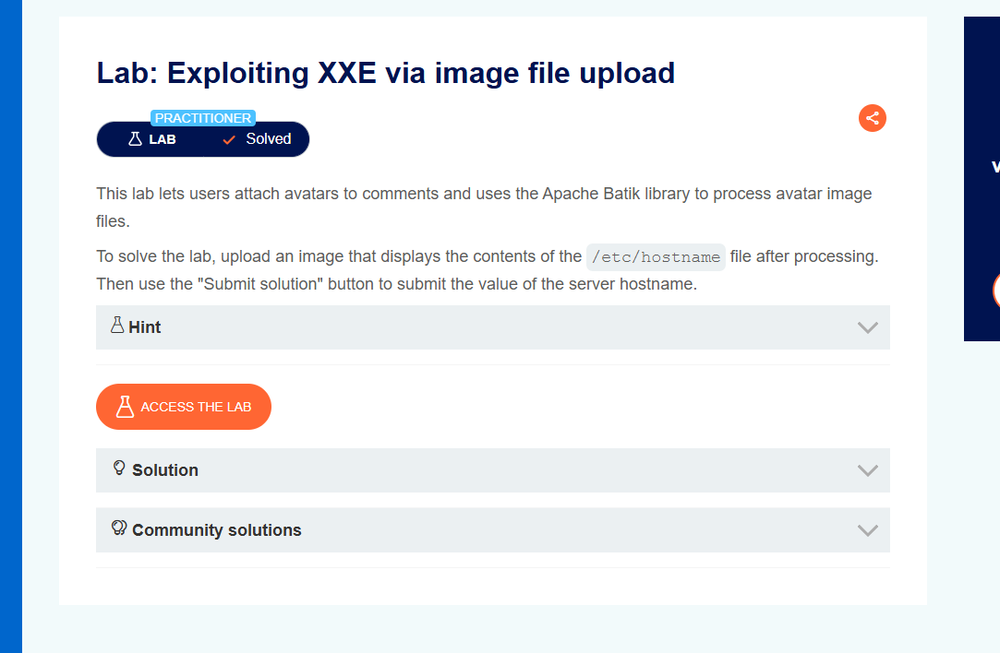 Lab: Exploiting XXE via image file upload
PRACTITIONER
LAB Solved
This lab lets users attach avatars to comments and uses the Apache Batik library to process avatar image
files.
To solve the lab, upload an image that displays the contents of the /etc/hostname file after processing.
Then use the "Submit solution" button to submit the value of the server hostname.
Hint
ACCESS THE LAB
Solution
Community solutions